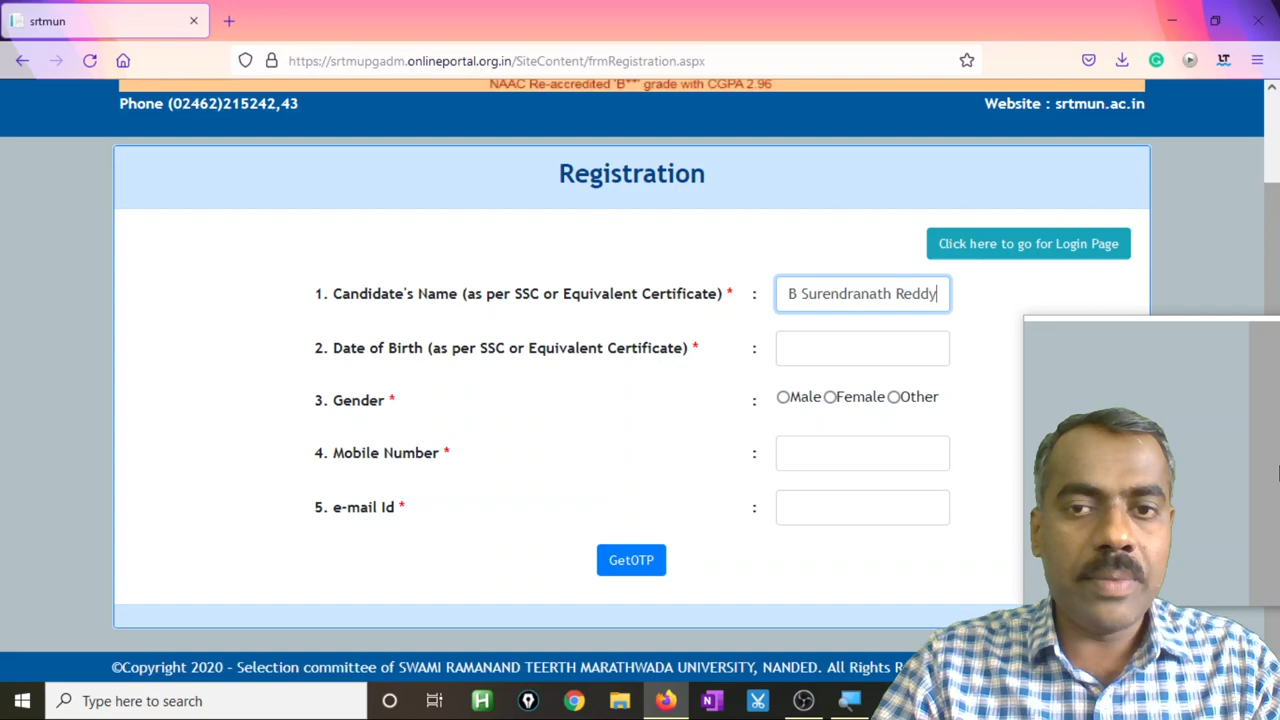 srtmun
https://srtmupgadm.onlineportal.org.in/SiteContent/frmRegistration.aspx
NAAC Re-accredited 'B++' grade with CGPA 2.96
Phone (02462)215242,43
Website : srtmun.ac.in
Registration
Click here to go for Login Page
1. Candidate's Name (as per SSC or Equivalent Certificate) * : B Surendranath Reddy
2. Date of Birth (as per SSC or Equivalent Certificate) * :
3. Gender * : Male Female Other
4. Mobile Number * :
5. e-mail Id * :
GetOTP
©Copyright 2020 - Selection committee of SWAMI RAMANAND TEERTH MARATHWADA UNIVERSITY, NANDED. All Rights
Type here to search